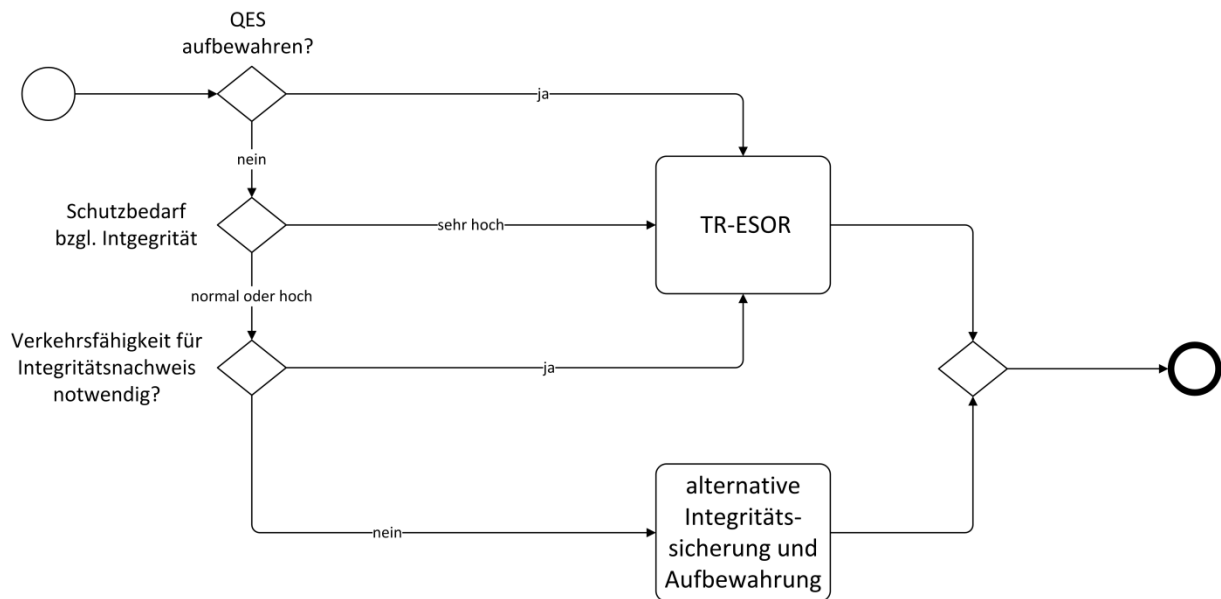 QES
aufbewahren?
ja
nein
Schutzbedarf
bzgl. Intgegrität
sehr hoch
TR-ESOR
normal oder hoch
Verkehrsfähigkeit für
Integritätsnachweis
notwendig?
ja
nein
alternative
Integritäts-
sicherung und
Aufbewahrung